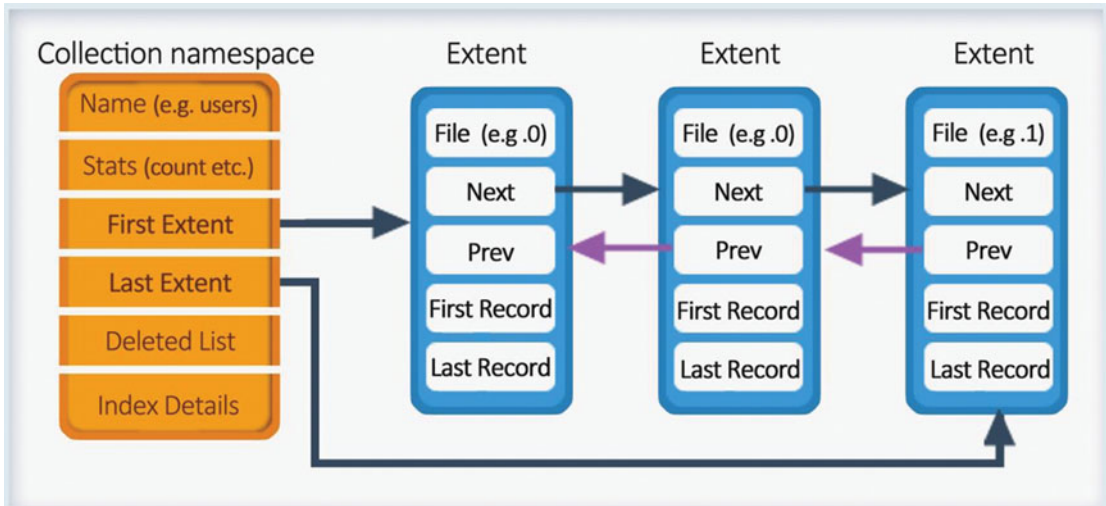 Collection namespace
Name (e.g. users)
Stats (count etc.)
First Extent
Last Extent
Deleted List
Index Details
Extent
File (e.g .0)
Next
Prev
First Record
Last Record
Extent
File (e.g .0)
Next
Prev
First Record
Last Record
Extent
File (e.g .1)
Next
Prev
First Record
Last Record